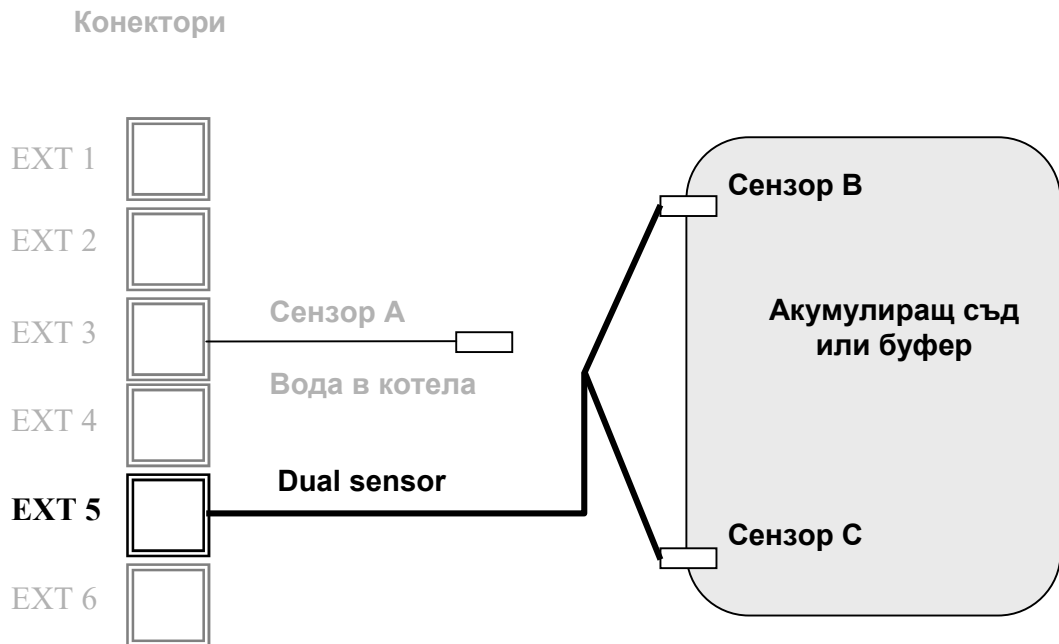 Конектори
EXT 1
Сензор B
EXT 2
Сензор A
Акумулиращ съд
или буфер
EXT 3
Вода в котела
EXT 4
Dual sensor
EXT 5
Сензор C
EXT 6